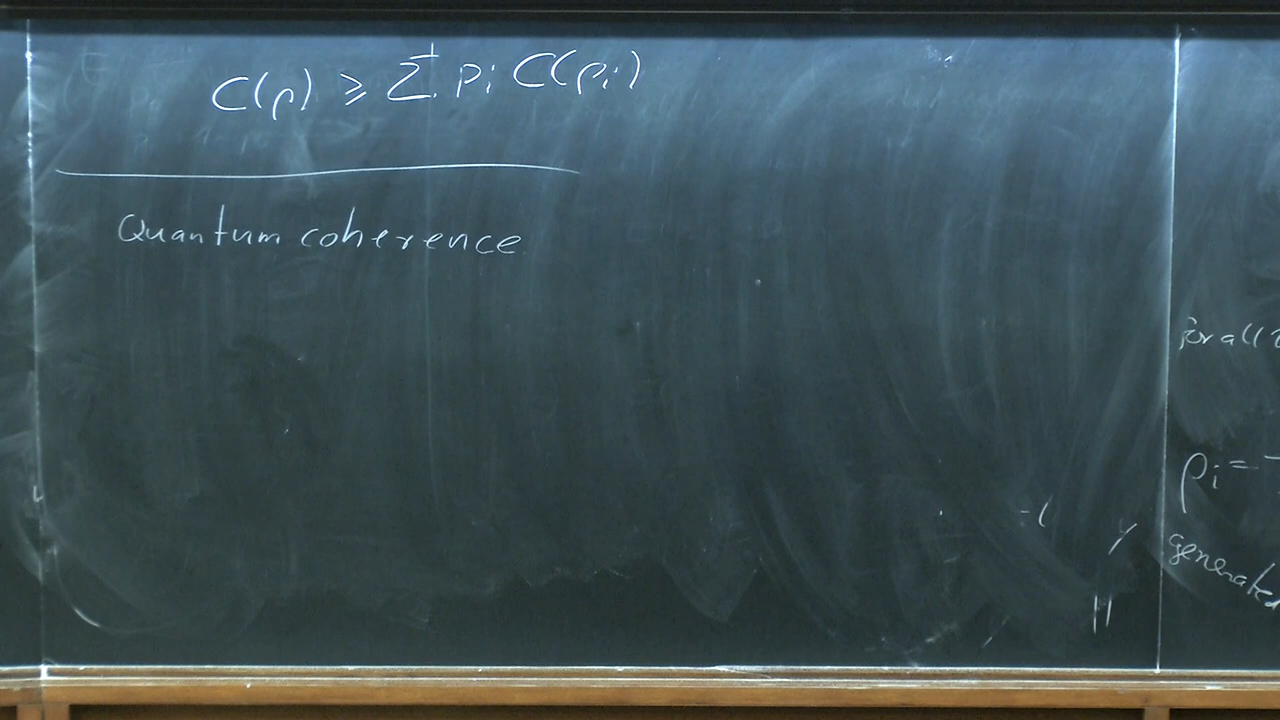 C(ρ) ⩾ Σ pᵢ C(ρᵢ)
Quantum coherence
for all
ρᵢ =
generated